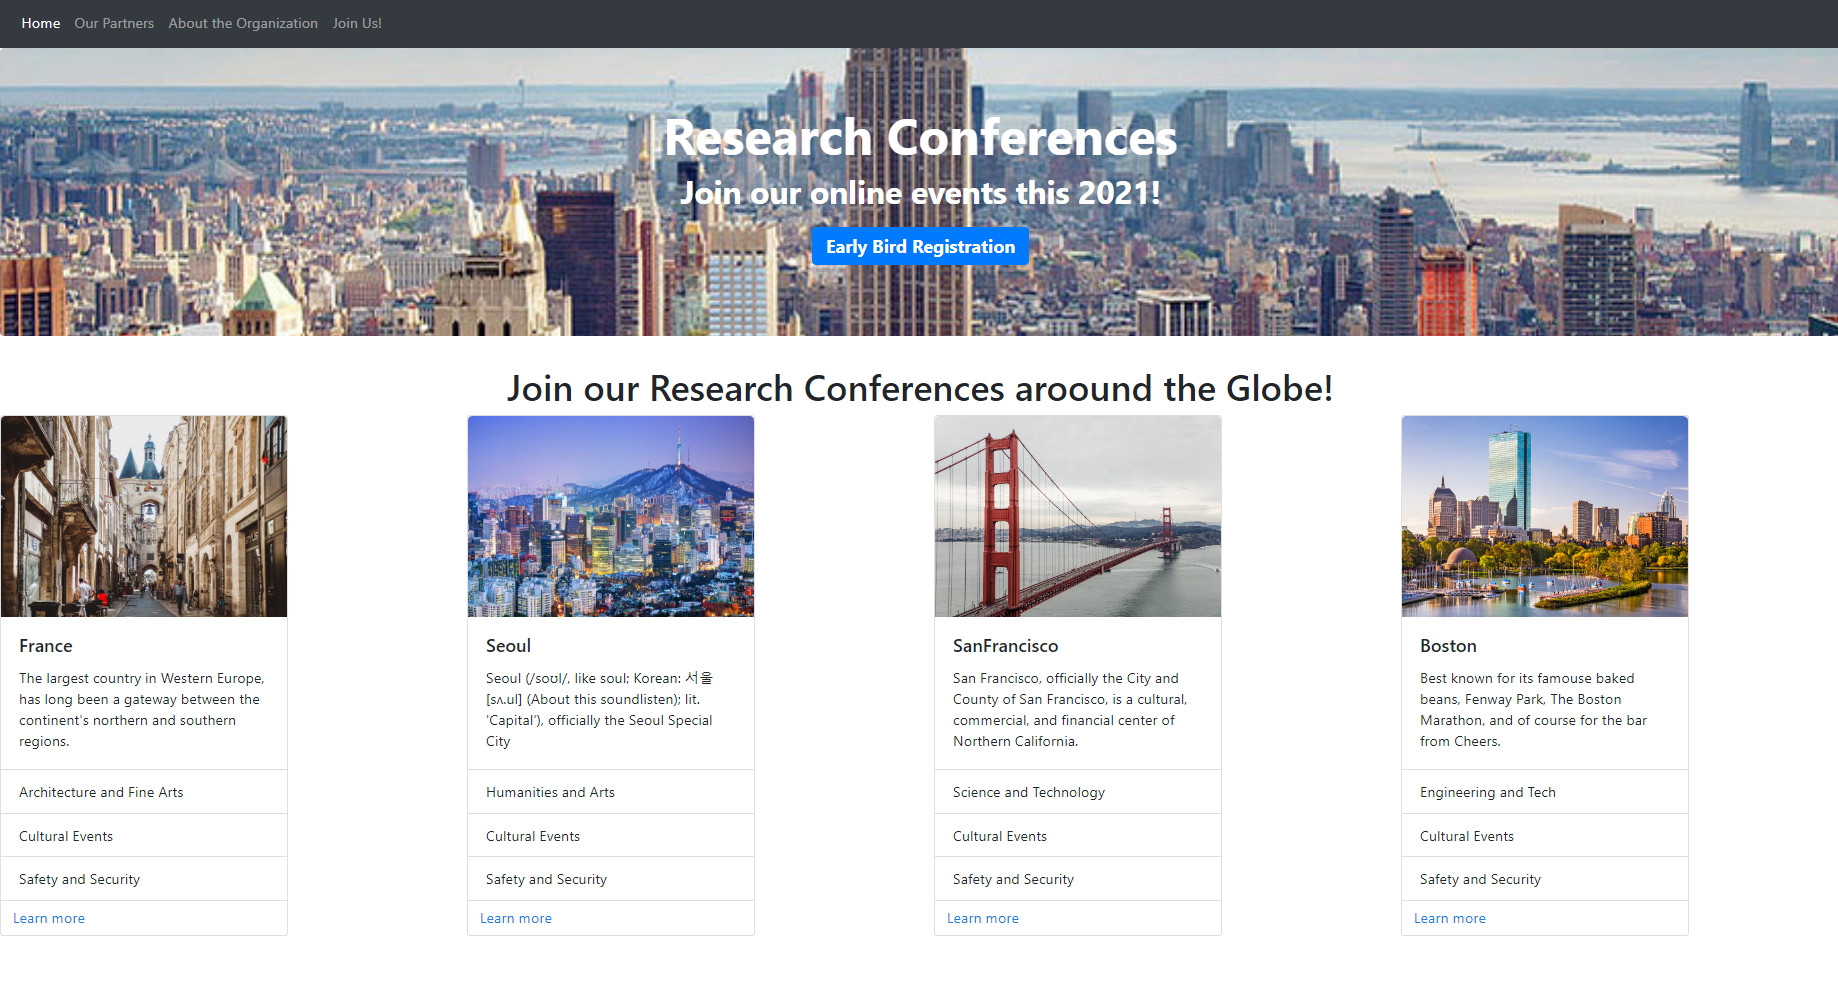 Home Our Partners About the Organization Join Us!
Research Conferences
Join our online events this 2021!
Early Bird Registration
Join our Research Conferences aroound the Globe!
France
The largest country in Western Europe,
has long been a gateway between the
continent's northern and southern
regions.
Architecture and Fine Arts
Cultural Events
Safety and Security
Learn more
Seoul
Seoul (/soʊl/, like soul; Korean: 서울
[sʌ.ul] (About this soundlisten); lit.
'Capital'), officially the Seoul Special
City
Humanities and Arts
Cultural Events
Safety and Security
Learn more
SanFrancisco
San Francisco, officially the City and
County of San Francisco, is a cultural,
commercial, and financial center of
Northern California.
Science and Technology
Cultural Events
Safety and Security
Learn more
Boston
Best known for its famouse baked
beans, Fenway Park, The Boston
Marathon, and of course for the bar
from Cheers.
Engineering and Tech
Cultural Events
Safety and Security
Learn more